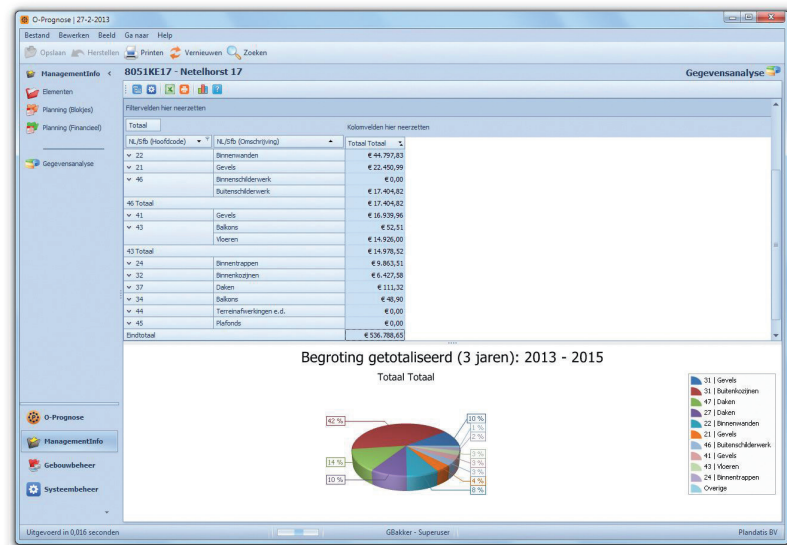 O-Prognose | 27-2-2013
Bestand Bewerken Beeld Ga naar Help
Opslaan Herstellen Printen Vernieuwen Zoeken
ManagementInfo
Elementen
Planning (Blokjes)
Planning (Financieel)
Gegevensanalyse
8051KE17 - Netelhorst 17
Gegevensanalyse
Filtervelden hier neerzetten
Totaal
Kolomvelden hier neerzetten
NL/Sfb (Hoofdcode) NL/Sfb (Omschrijving) Totaal Totaal
22 Binnenwanden € 44.797,83
21 Gevels € 22.450,99
46 Binnenschilderwerk € 0,00
Buitenschilderwerk € 17.404,82
46 Totaal € 17.404,82
41 Gevels € 16.939,96
43 Balkons € 52,51
Vloeren € 14.926,00
43 Totaal € 14.978,52
24 Binnentrappen € 9.863,51
32 Binnenkozijnen € 6.427,58
37 Daken € 111,32
34 Balkons € 48,90
44 Terreinafwerkingen e.d. € 0,00
45 Plafonds € 0,00
Eindtotaal € 536.788,65
Begroting getotaliseerd (3 jaren): 2013 - 2015
Totaal Totaal
42 %
14 %
10 %
10 %
1 %
2 %
3 %
3 %
3 %
4 %
8 %
31 | Gevels
31 | Buitenkozijnen
47 | Daken
27 | Daken
22 | Binnenwanden
21 | Gevels
46 | Buitenschilderwerk
41 | Gevels
43 | Vloeren
24 | Binnentrappen
Overige
O-Prognose
ManagementInfo
Gebouwbeheer
Systeembeheer
Uitgevoerd in 0,016 seconden
GBakker - Superuser
Plandatis BV